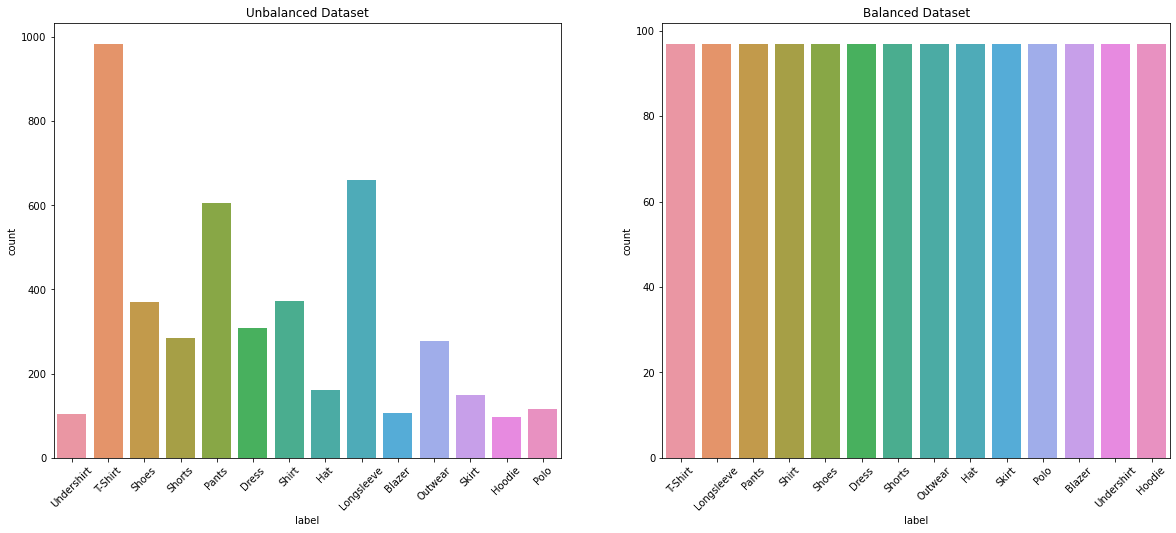 Unbalanced Dataset
1000
800
600
400
200
0
count
Undershirt
T-Shirt
Shoes
Shorts
Pants
Dress
Shirt
Hat
Longsleeve
Blazer
Outwear
Skirt
Hoodie
Polo
label
Balanced Dataset
100
80
60
40
20
0
count
T-Shirt
Longsleeve
Pants
Shirt
Shoes
Dress
Shorts
Outwear
Hat
Skirt
Polo
Blazer
Undershirt
Hoodie
label